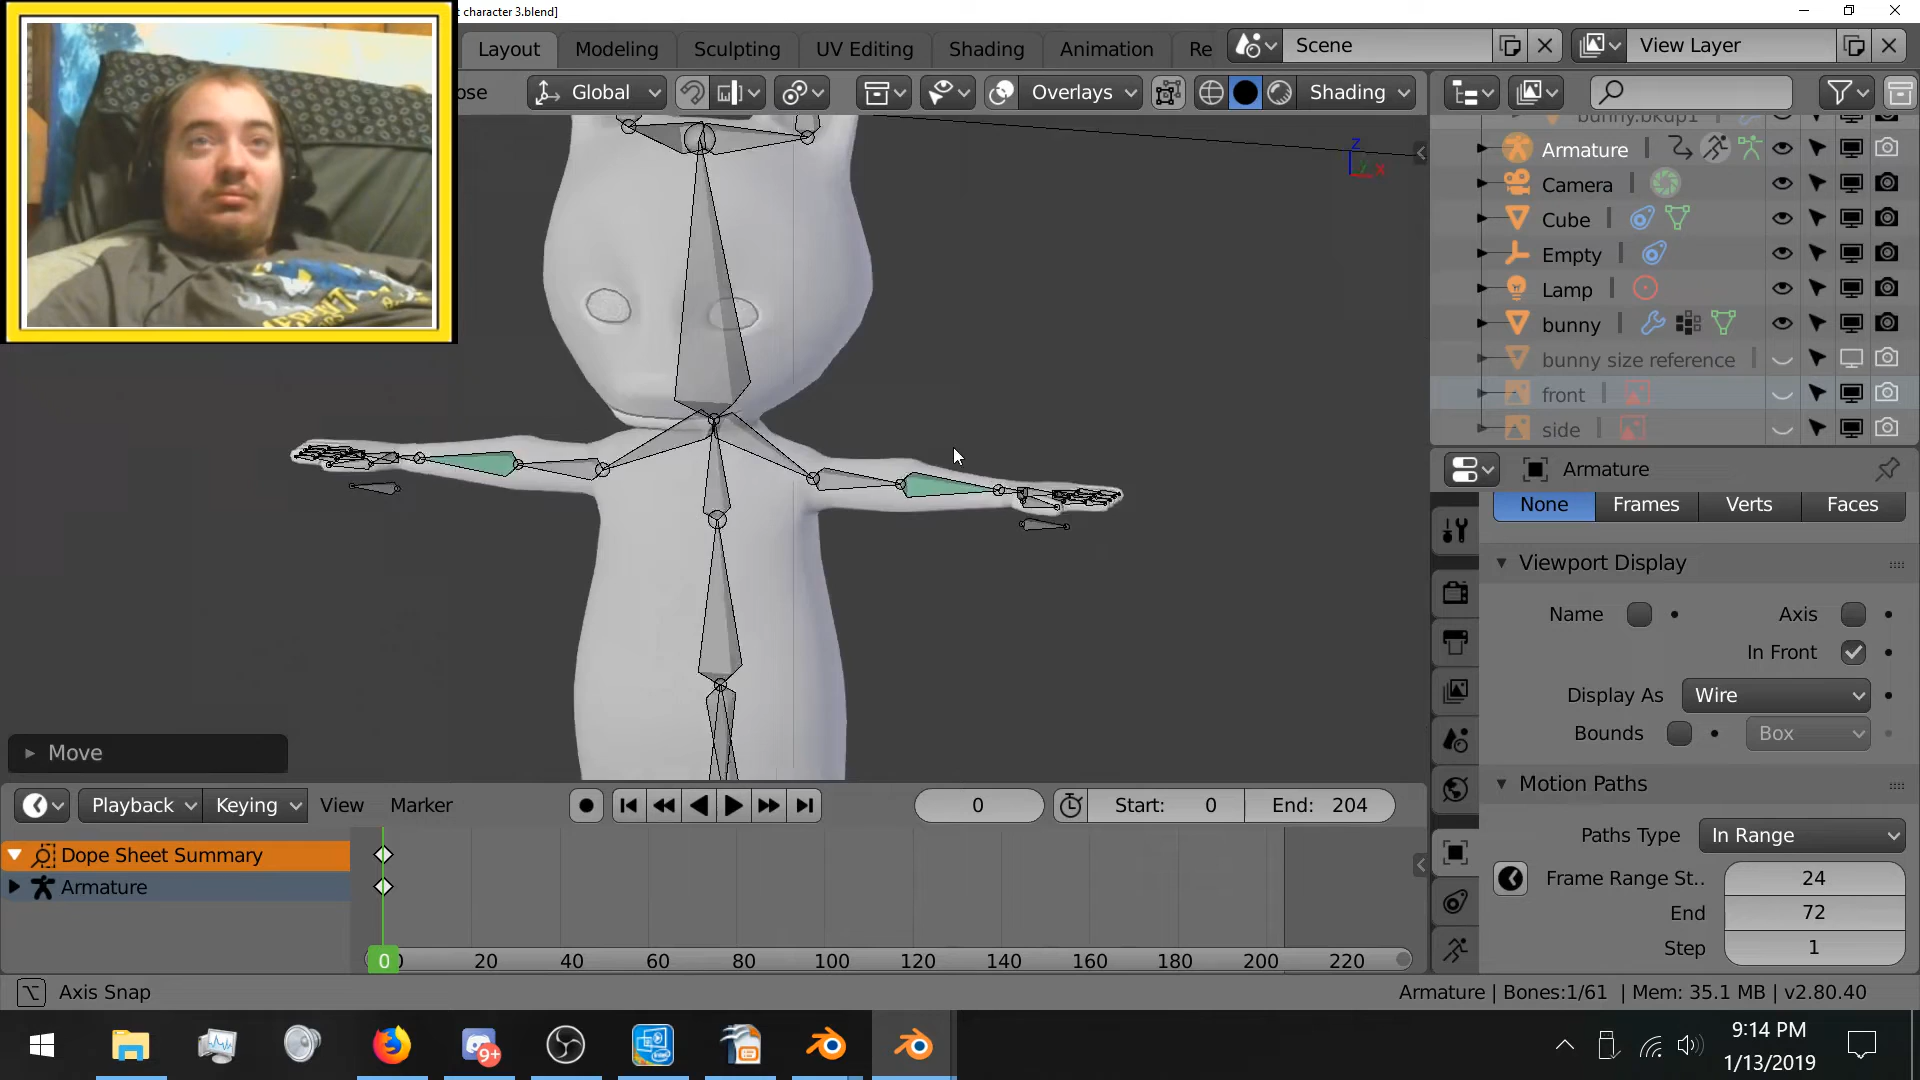 character 3.blend]
Layout
Modeling
Sculpting
UV Editing
Shading
Animation
Re
Scene
View Layer
ose
Global
Overlays
Shading
bunny.bkup1
Armature
Camera
Cube
Empty
Lamp
bunny
bunny size reference
front
side
Z
Y
X
Armature
None
Frames
Verts
Faces
Viewport Display
Name
Axis
In Front
Display As
Wire
Bounds
Box
Motion Paths
Paths Type
In Range
Frame Range St..
24
End
72
Step
1
Move
Playback
Keying
View
Marker
0
Start: 0
End: 204
Dope Sheet Summary
Armature
0
20
40
60
80
100
120
140
160
180
200
220
Axis Snap
Armature | Bones:1/61 | Mem: 35.1 MB | v2.80.40
9+
9:14 PM
1/13/2019